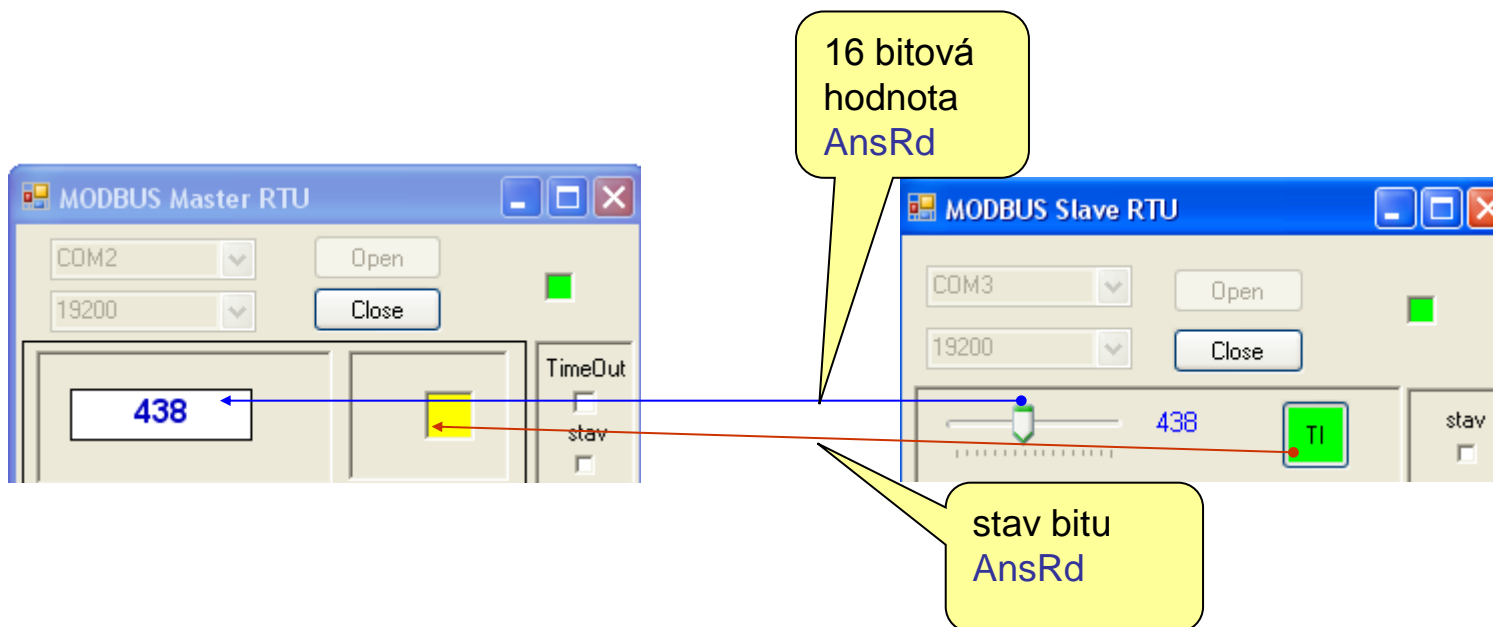 16 bitová
hodnota
AnsRd
MODBUS Master RTU
COM2
Open
19200
Close
TimeOut
438
stav
MODBUS Slave RTU
COM3
Open
19200
Close
438
TI
stav
stav bitu
AnsRd